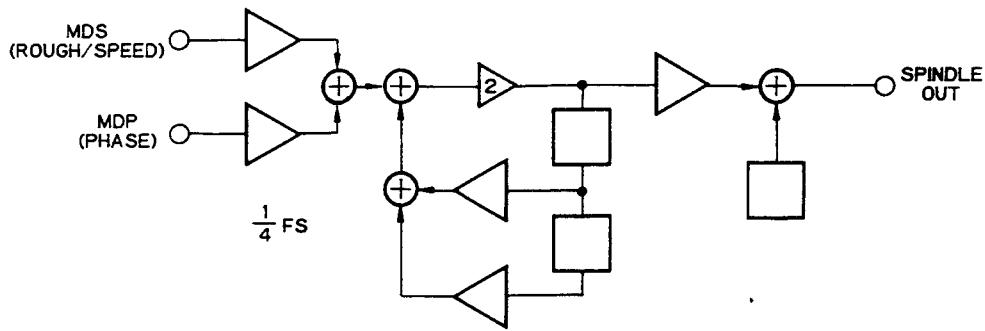 MDS
(ROUGH/SPEED)
MDP
(PHASE)
2
SPINDLE
OUT
1/4 FS